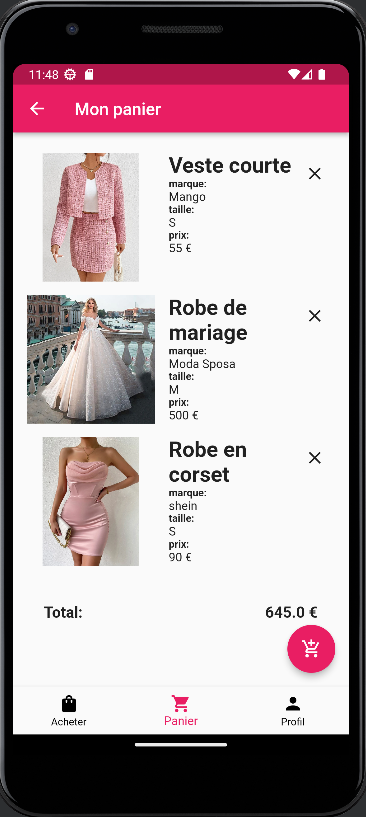 11:48
Mon panier
Veste courte
marque:
Mango
taille:
S
prix:
55 €
Robe de
mariage
marque:
Moda Sposa
taille:
M
prix:
500 €
Robe en
corset
marque:
shein
taille:
S
prix:
90 €
Total: 645.0 €
Acheter Panier Profil